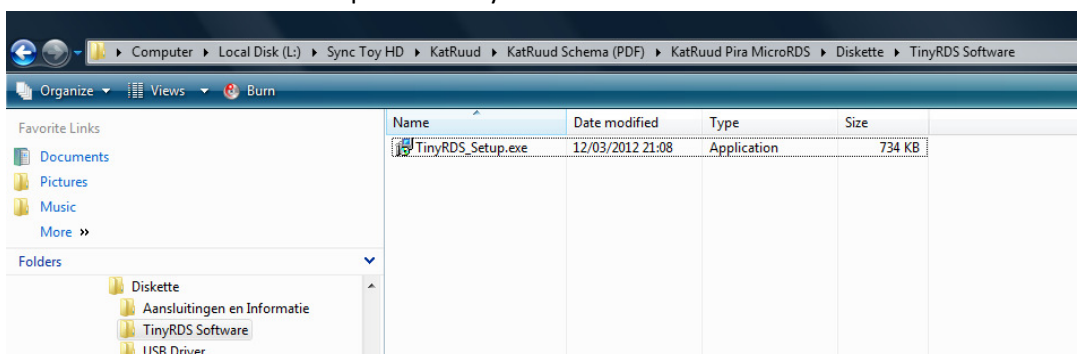 Computer ▸ Local Disk (L:) ▸ Sync Toy HD ▸ KatRuud ▸ KatRuud Schema (PDF) ▸ KatRuud Pira MicroRDS ▸ Diskette ▸ TinyRDS Software
Organize Views Burn
Favorite Links
Documents
Pictures
Music
More »
Folders
Diskette
Aansluitingen en Informatie
TinyRDS Software
USB Driver
Name Date modified Type Size
TinyRDS_Setup.exe 12/03/2012 21:08 Application 734 KB